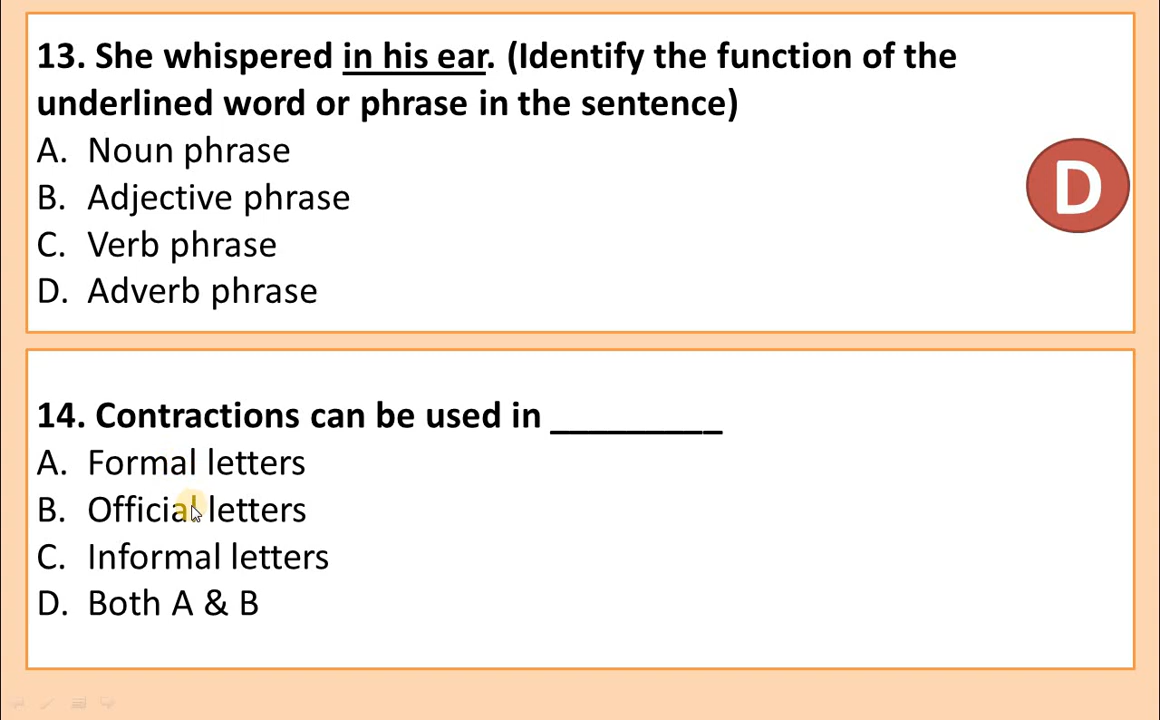 13. She whispered in his ear. (Identify the function of the
underlined word or phrase in the sentence)
A. Noun phrase
B. Adjective phrase
C. Verb phrase
D. Adverb phrase
D
14. Contractions can be used in _________
A. Formal letters
B. Official letters
C. Informal letters
D. Both A & B